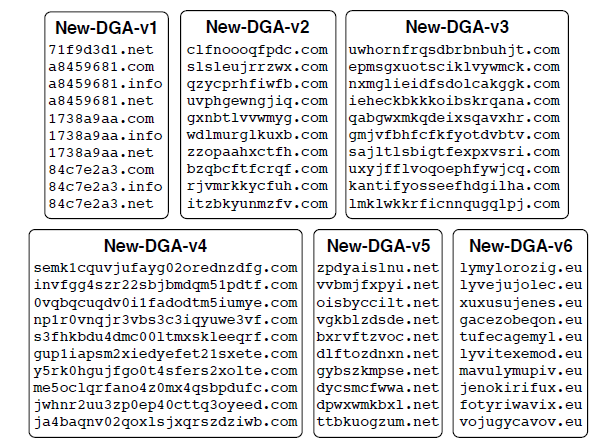 New-DGA-v1
71f9d3d1.net
a8459681.com
a8459681.info
a8459681.net
1738a9aa.com
1738a9aa.info
1738a9aa.net
84c7e2a3.com
84c7e2a3.info
84c7e2a3.net
New-DGA-v2
clfnoooqfpdc.com
slsleujrrzwx.com
qzycprhfiwfb.com
uvphgewngjiq.com
gxnbtlvvwmyg.com
wdlmurglkuxb.com
zzopaahxctfh.com
bzqbcftfcrqf.com
rjvmrkkycfuh.com
itzbkyunmzfv.com
New-DGA-v3
uwhornfrqsdbrbnbuhjt.com
epmsgxuotsciklvywmck.com
nxmglieidfsdolcakggk.com
ieheckbkkkoibskrqana.com
qabgwxmkqdeixsqavxhr.com
gmjvfbhfcfkfyotdvbtv.com
sajltlsbigtfexpxvsri.com
uxyjfflvoqoephfywjcq.com
kantifyosseefhdgilha.com
lmklwkkrficnnqugqlpj.com
New-DGA-v4
semk1cquvjufayg02orednzdfg.com
invfgg4szr22sbjbmdqm51pdtf.com
0vqbqcuqdv0i1fadodtm5iumye.com
np1r0vnqjr3vbs3c3iqyuwe3vf.com
s3fhkbdu4dmc00ltmxskleeqrf.com
gup1iapsm2xiedyefet21sxete.com
y5rk0hgujfgo0t4sfers2xolte.com
me5oclqrfano4z0mx4qsbpdufc.com
jwhnr2uu3zp0ep40cttq3oyeed.com
ja4baqnv02qoxlsjxqrszdziwb.com
New-DGA-v5
zpdyaislnu.net
vvbmjfxpyi.net
oisbyccilt.net
vgkblzdsde.net
bxrvftzvoc.net
dlftozdnxn.net
gybszkmpse.net
dycsmcfwwa.net
dpwxwmkbxl.net
ttbkuogzum.net
New-DGA-v6
lymylorozig.eu
lyvejujolec.eu
xuxusujenes.eu
gacezobeqon.eu
tufecagemyl.eu
lyvitexemod.eu
mavulymupiv.eu
jenokirifux.eu
fotyriwavix.eu
vojugycavov.eu